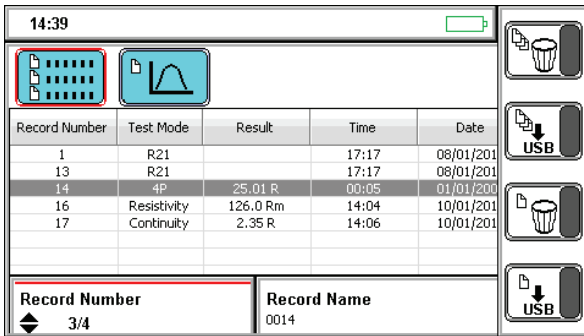 14:39
Record Number Test Mode Result Time Date
1 R21 17:17 08/01/201
13 R21 17:17 08/01/201
14 4P 25.01 R 00:05 01/01/200
16 Resistivity 126.0 Rm 14:04 10/01/201
17 Continuity 2.35 R 14:06 10/01/201
Record Number
3/4
Record Name
0014
USB
USB